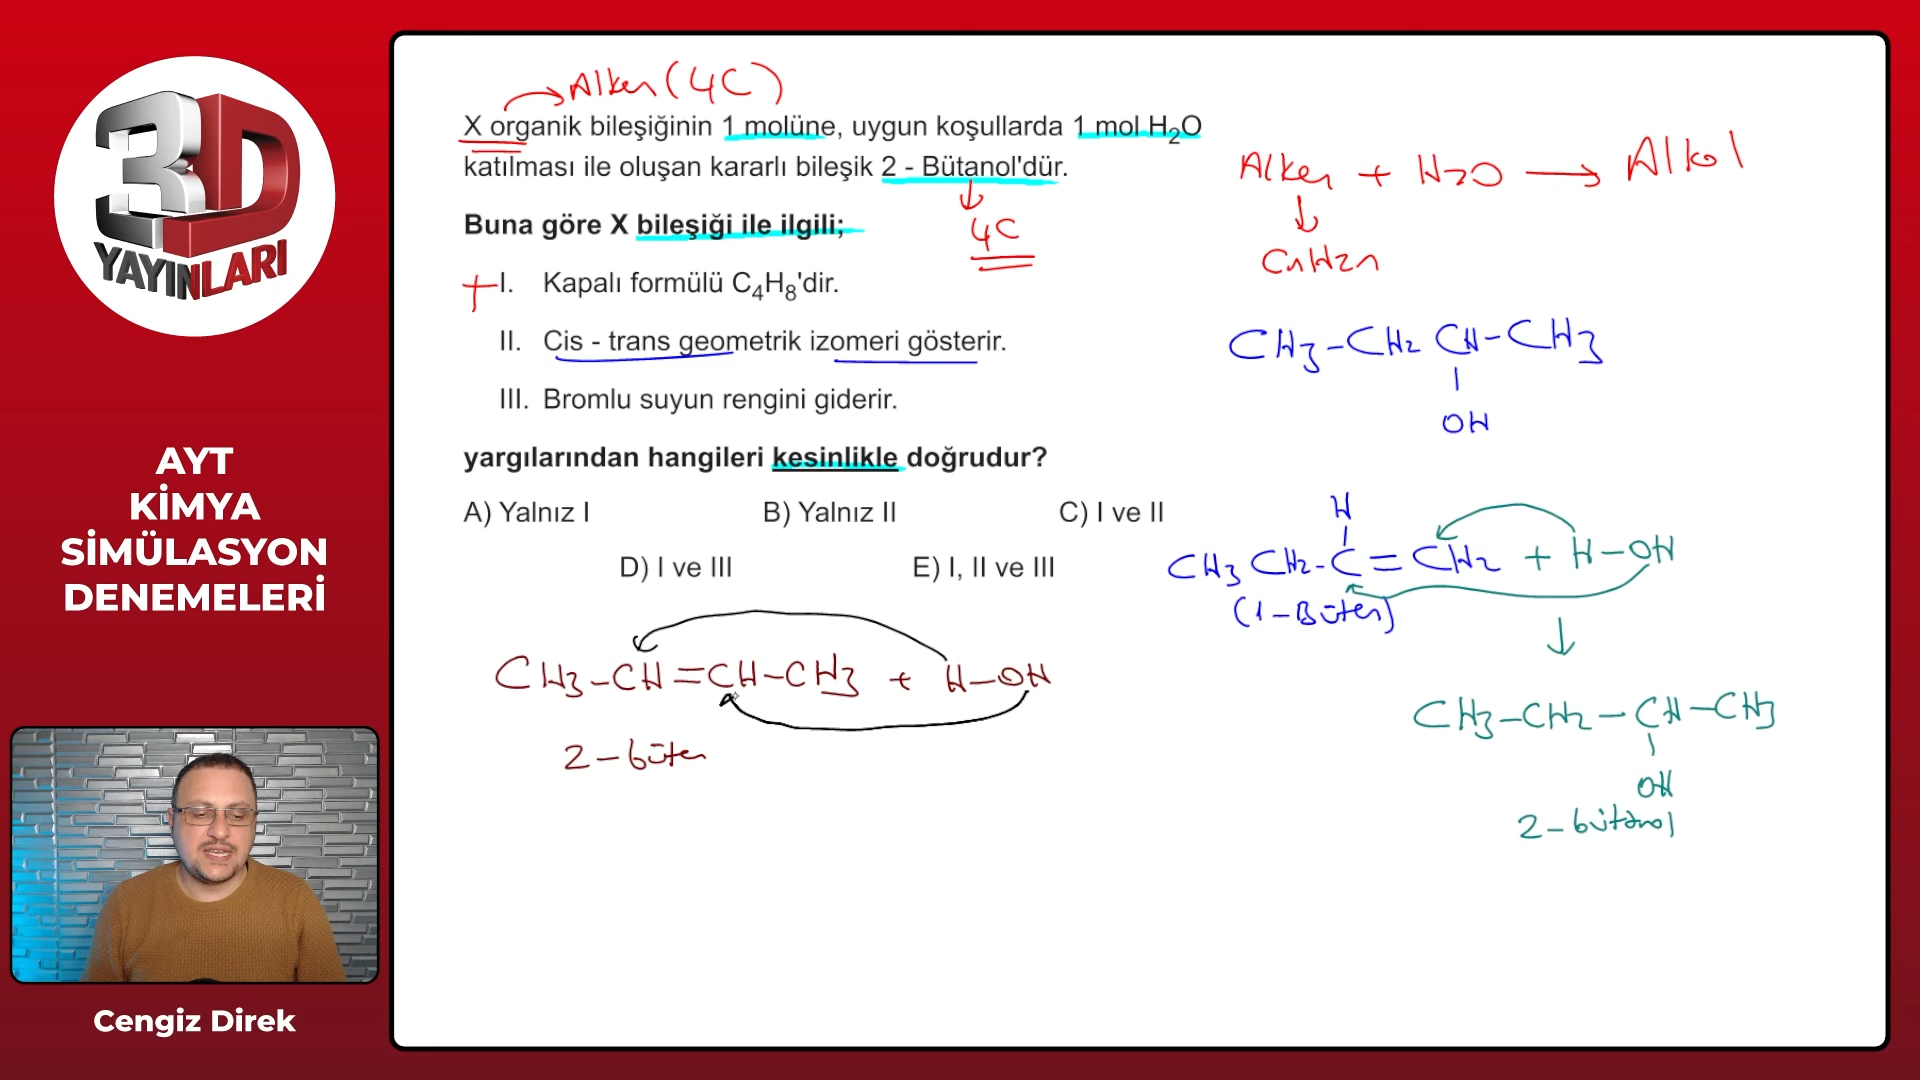 3D
YAYINLARI
AYT
KİMYA
SİMÜLASYON
DENEMELERİ
Cengiz Direk
Alken (4C)
X organik bileşiğinin 1 molüne, uygun koşullarda 1 mol H₂O
katılması ile oluşan kararlı bileşik 2 - Bütanol'dür.
4C
Buna göre X bileşiği ile ilgili;
+ I. Kapalı formülü C₄H₈'dir.
II. Cis - trans geometrik izomeri gösterir.
III. Bromlu suyun rengini giderir.
yargılarından hangileri kesinlikle doğrudur?
A) Yalnız I B) Yalnız II C) I ve II
D) I ve III E) I, II ve III
CH3-CH=CH-CH3 + H-OH
2-büten
Alken + H2O → Alkol
CnH2n
CH3-CH2 CH-CH3
OH
H
CH3 CH2-C=CH2 + H-OH
(1-Büten)
CH3-CH2-CH-CH3
OH
2-bütanol